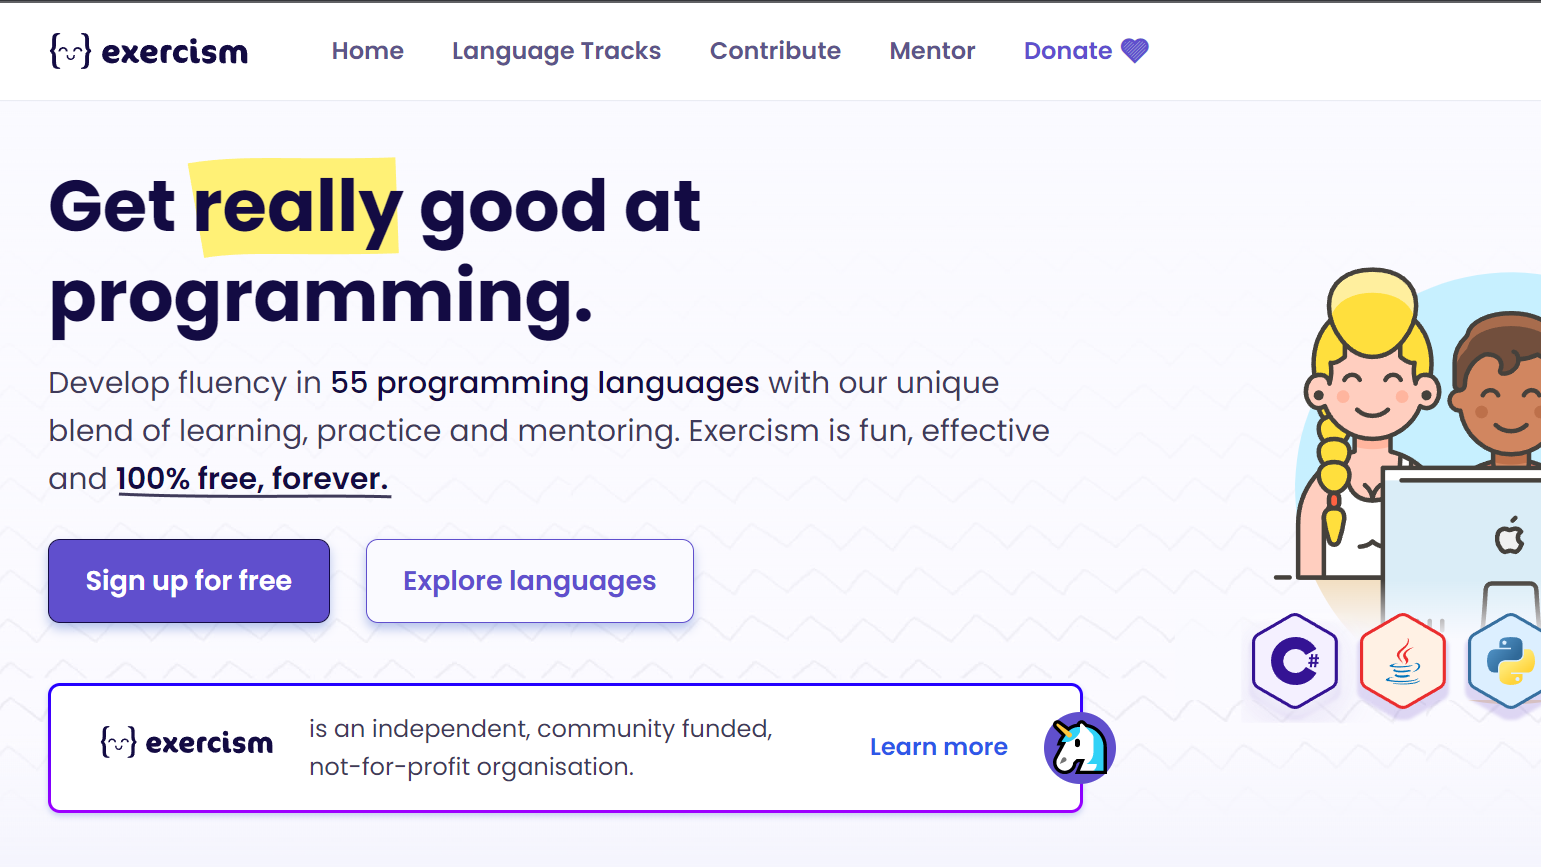 exercism
Home
Language Tracks
Contribute
Mentor
Donate
Get really good at
programming.
Develop fluency in 55 programming languages with our unique
blend of learning, practice and mentoring. Exercism is fun, effective
and 100% free, forever.
Sign up for free
Explore languages
exercism
is an independent, community funded,
not-for-profit organisation.
Learn more
C#